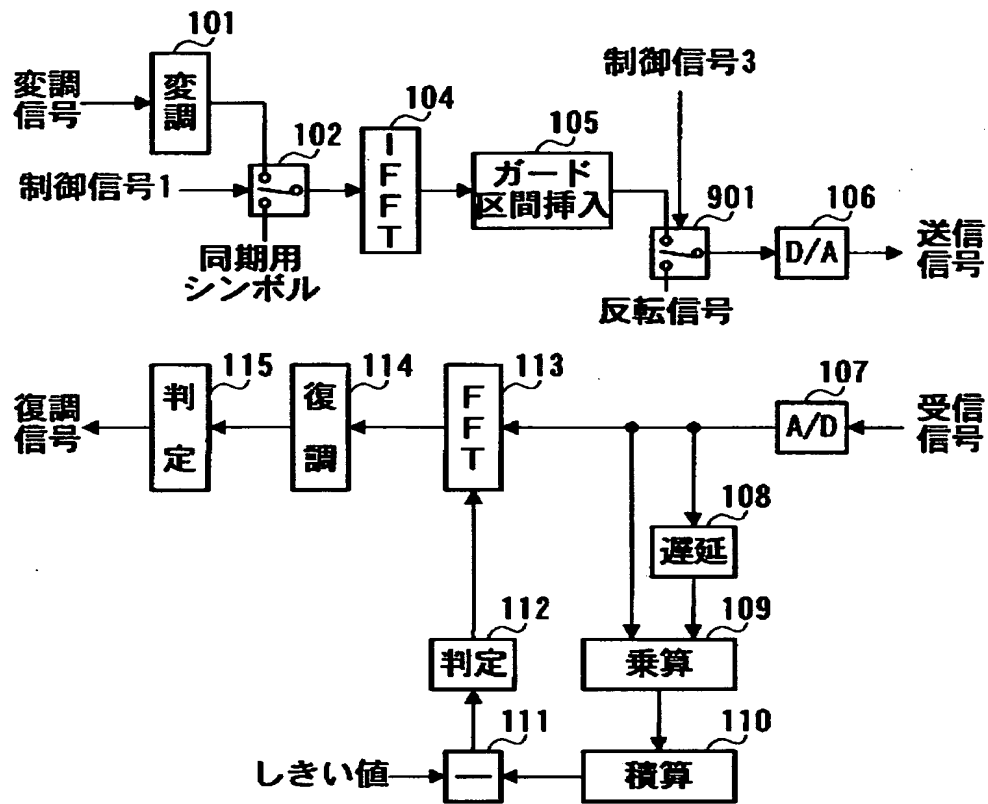 101
変調
信号
変
調
制御信号3
104
IFFT
105
ガード
区間挿入
102
制御信号1
同期用
シンボル
901
106
D/A
送信
信号
反転信号
115
判
定
復調
信号
114
復
調
113
FFT
107
A/D
受信
信号
108
遅延
112
判定
109
乗算
111
しきい値
—
110
積算